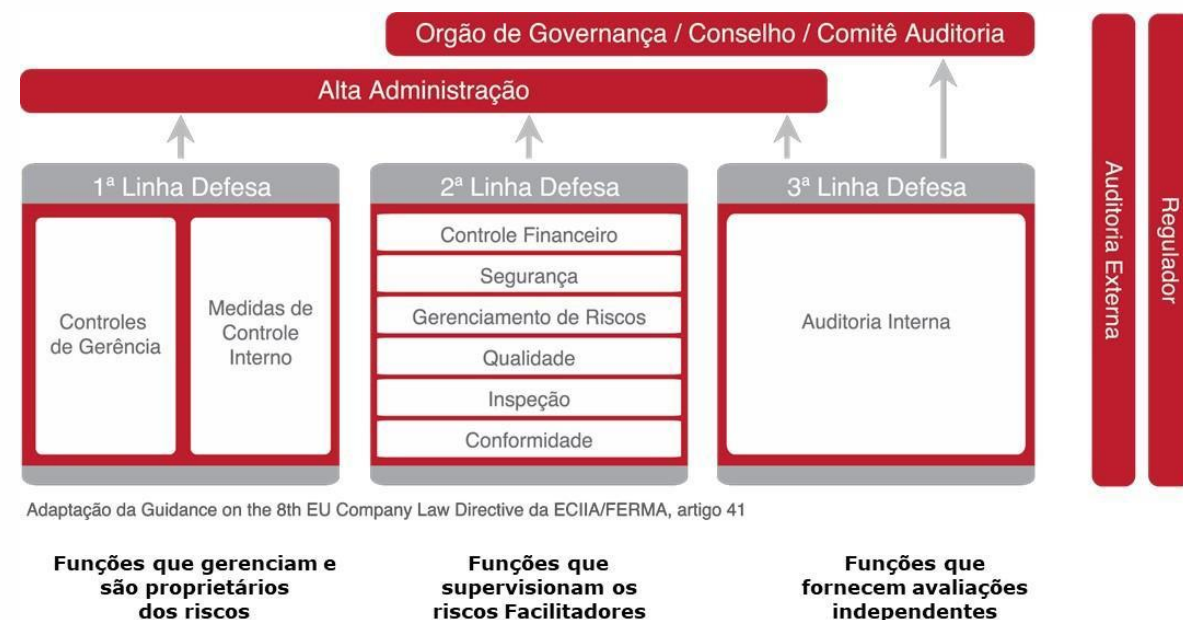 Orgão de Governança / Conselho / Comitê Auditoria
Alta Administração
1ª Linha Defesa
Controles
de Gerência
Medidas de
Controle
Interno
2ª Linha Defesa
Controle Financeiro
Segurança
Gerenciamento de Riscos
Qualidade
Inspeção
Conformidade
3ª Linha Defesa
Auditoria Interna
Auditoria Externa
Regulador
Adaptação da Guidance on the 8th EU Company Law Directive da ECIIA/FERMA, artigo 41
Funções que gerenciam e
são proprietários
dos riscos
Funções que
supervisionam os
riscos Facilitadores
Funções que
fornecem avaliações
independentes